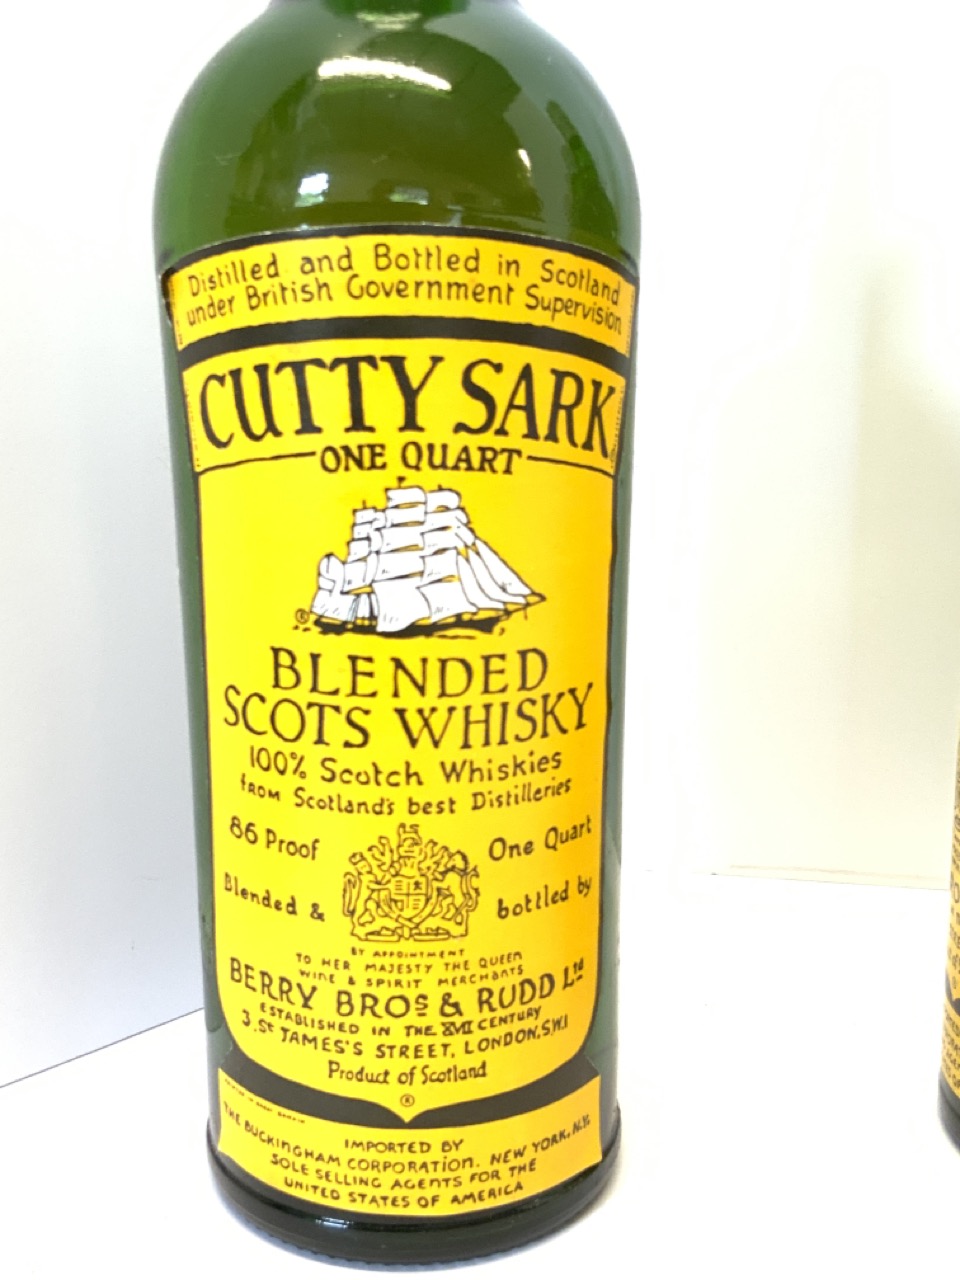 Distilled and Bottled in Scotland
under British Government Supervision
CUTTY SARK
ONE QUART
®
BLENDED
SCOTS WHISKY
100% Scotch Whiskies
from Scotland's best Distilleries
86 Proof
One Quart
Blended &
bottled by
BY APPOINTMENT
TO HER MAJESTY THE QUEEN
WINE & SPIRIT MERCHANTS
BERRY BROS & RUDD Ltd
ESTABLISHED IN THE XVII CENTURY
3, St JAMES'S STREET, LONDON, S.W.1
Product of Scotland
®
IMPORTED BY
THE BUCKINGHAM CORPORATION, NEW YORK, N.Y.
SOLE SELLING AGENTS FOR THE
UNITED STATES OF AMERICA